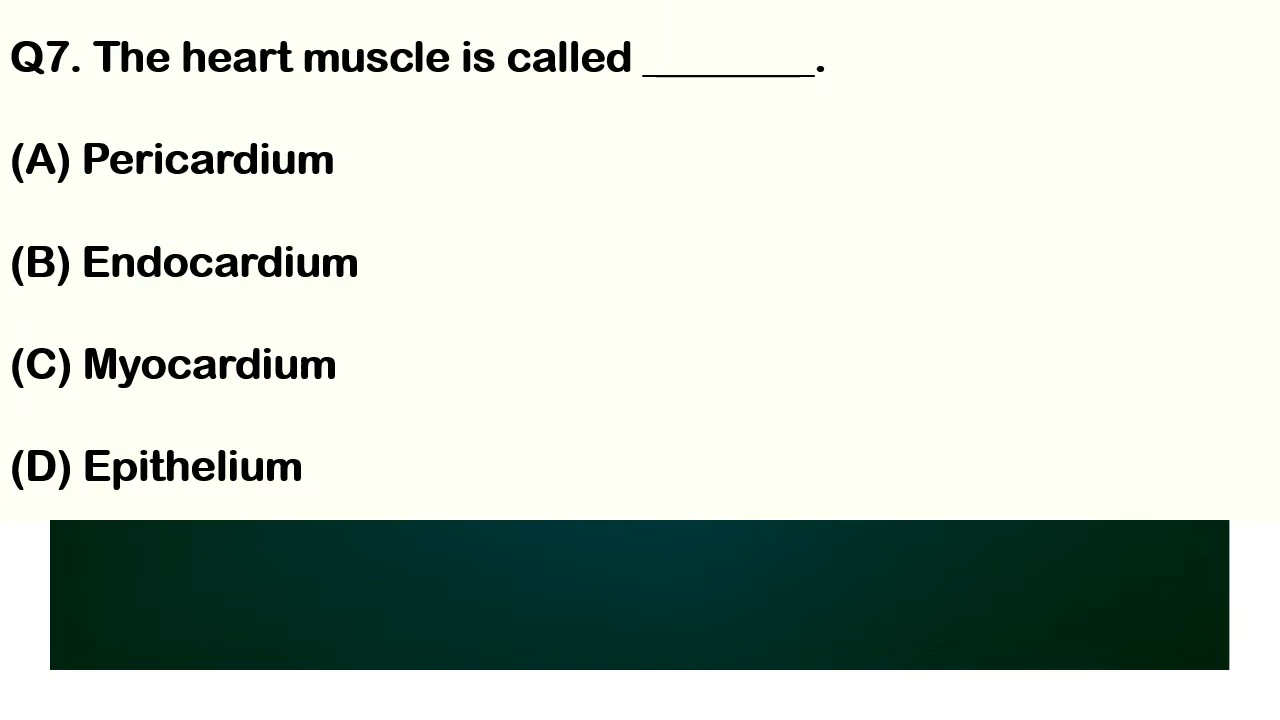 Q7. The heart muscle is called ________.
(A) Pericardium
(B) Endocardium
(C) Myocardium
(D) Epithelium